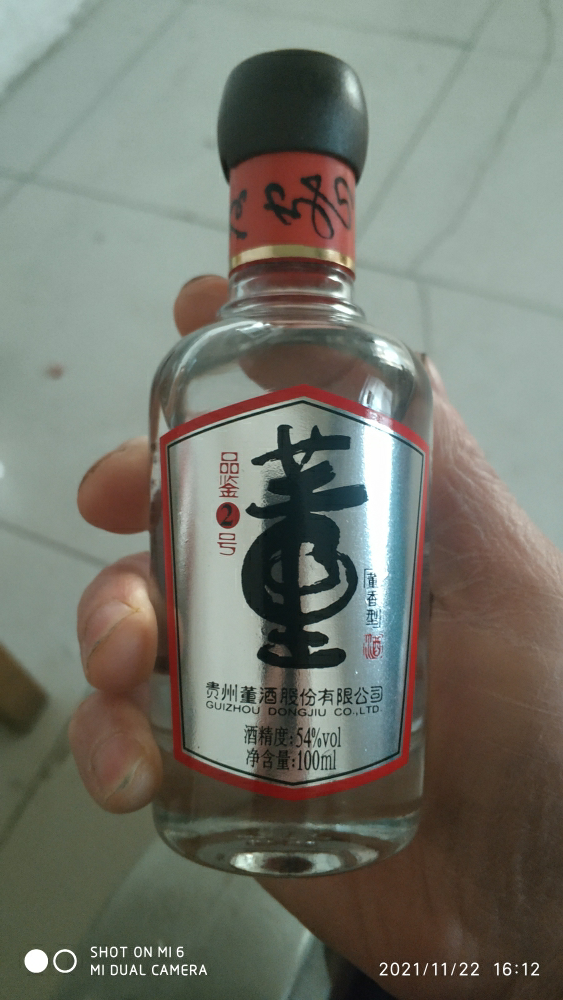 品鉴
2
号
董
董香型
酒
贵州董酒股份有限公司
GUIZHOU DONGJIU CO.,LTD.
酒精度:54%vol
净含量:100ml
SHOT ON MI 6
MI DUAL CAMERA
2021/11/22 16:12